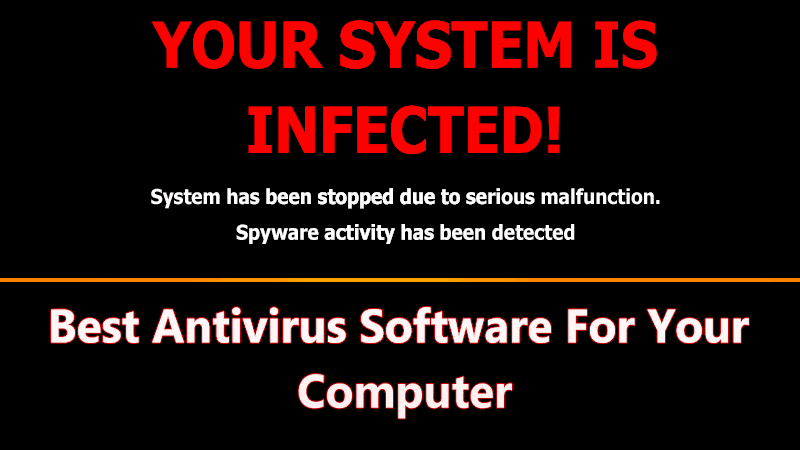 YOUR SYSTEM IS
INFECTED!
System has been stopped due to serious malfunction.
Spyware activity has been detected
Best Antivirus Software For Your
Computer